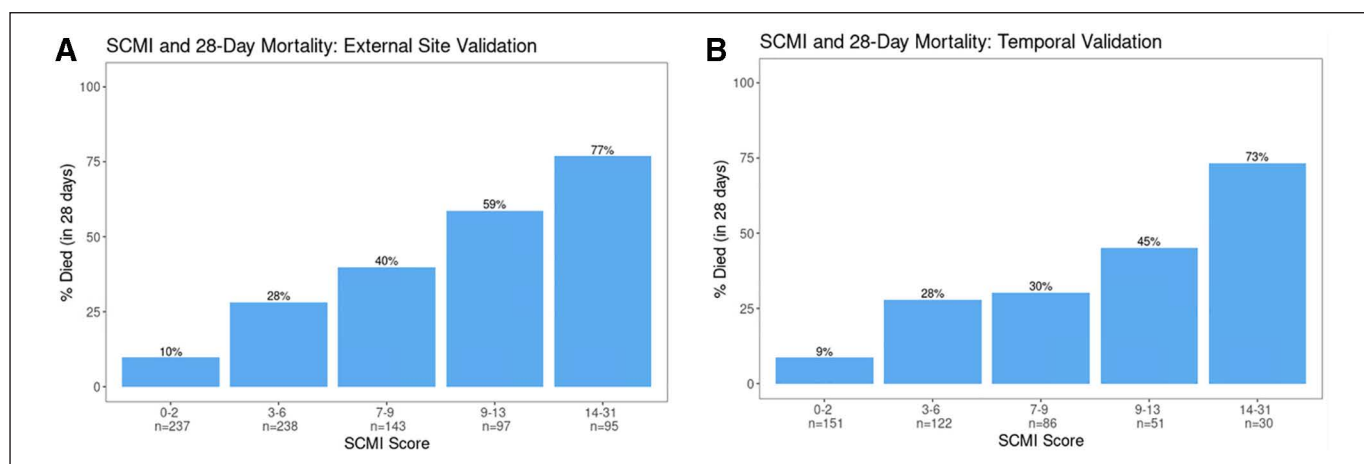 A
SCMI and 28-Day Mortality: External Site Validation
% Died (in 28 days)
100
75
50
25
0
10%
28%
40%
59%
77%
0-2
n=237
3-6
n=238
7-9
n=143
9-13
n=97
14-31
n=95
SCMI Score
B
SCMI and 28-Day Mortality: Temporal Validation
% Died (in 28 days)
100
75
50
25
0
9%
28%
30%
45%
73%
0-2
n=151
3-6
n=122
7-9
n=86
9-13
n=51
14-31
n=30
SCMI Score